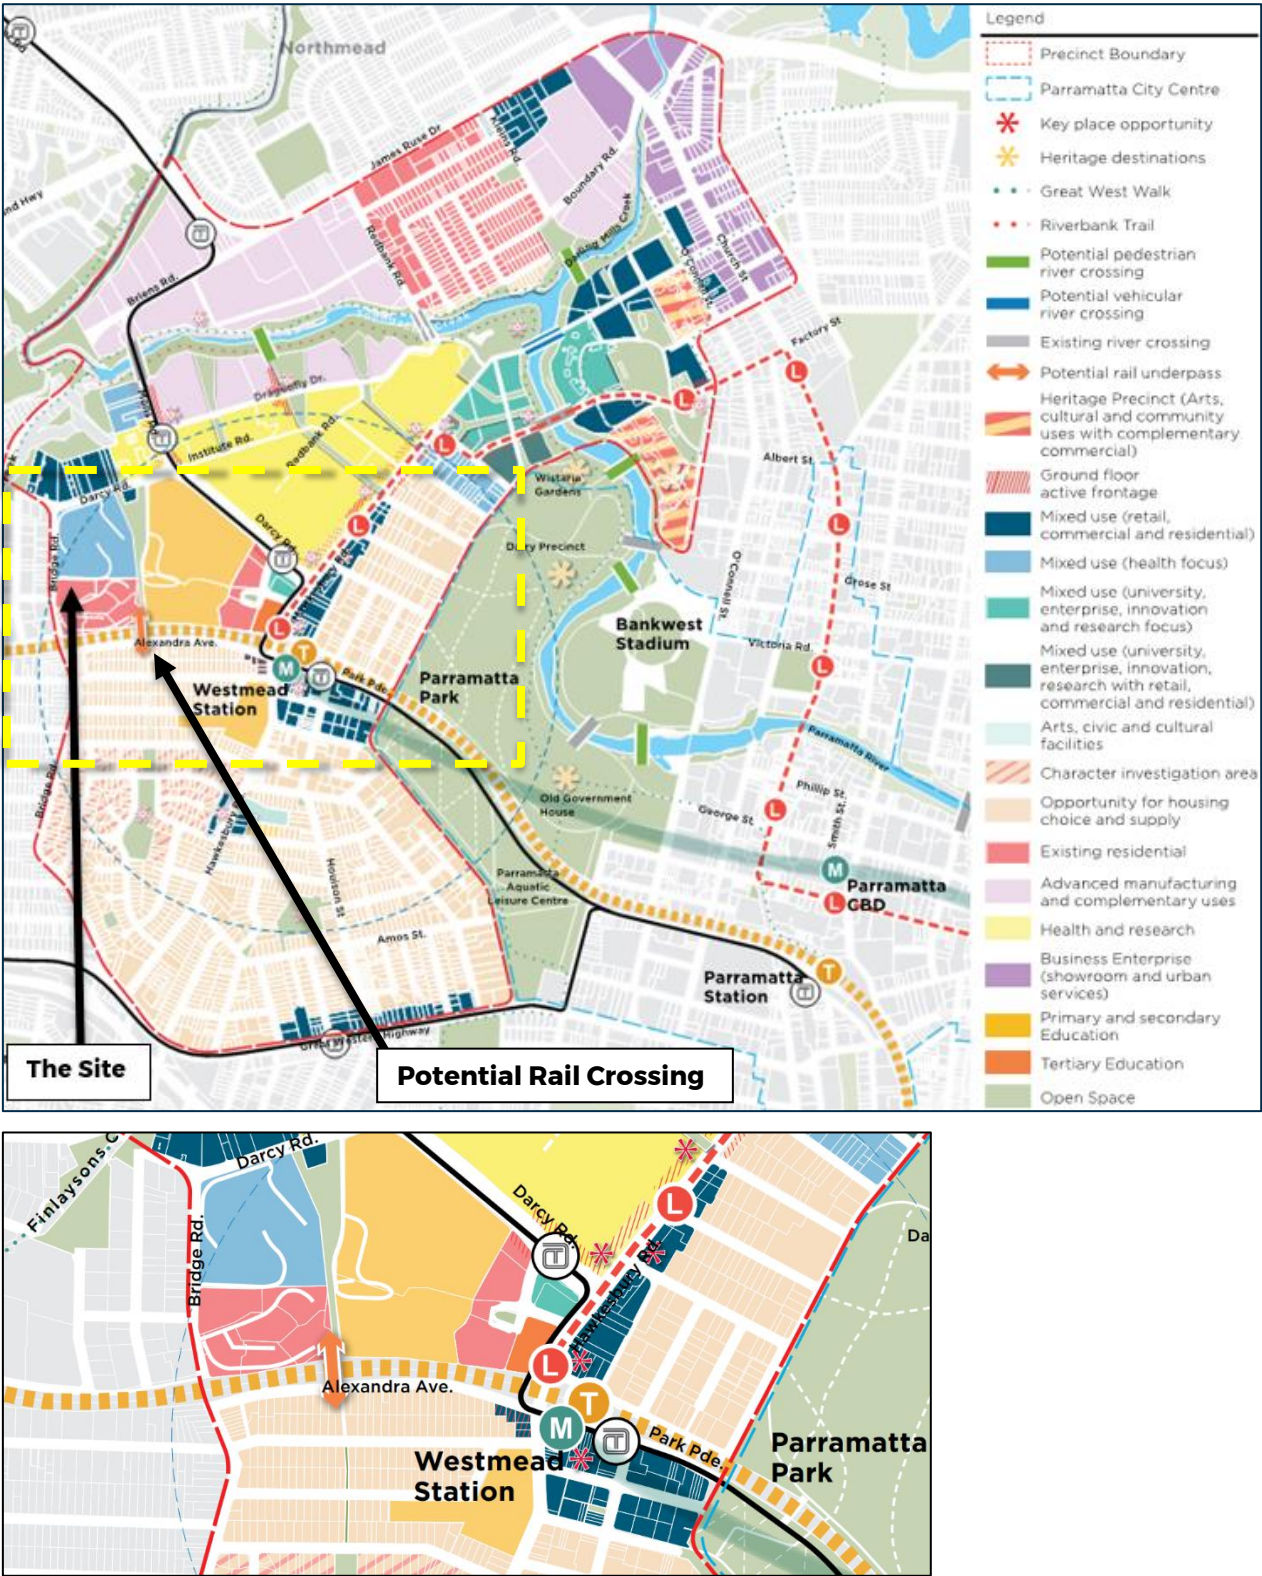 Northmead
James Ruse Dr
Kleins Rd
Boundary Rd.
Redbank Rd.
Darling Mills Creek
O'Connell St.
Church St
Factory St
Briens Rd.
Dragonfly Dr.
Institute Rd.
Redbank Rd.
Albert St.
Wistaria
Gardens
Darcy Rd.
Darcy Rd.
Dairy Precinct
Bridge Rd.
O'Connell St.
Grose St
Bankwest
Stadium
Victoria Rd.
Alexandra Ave.
L
T
M
Westmead
Station
Park Pde.
Parramatta
Park
Parramatta River
Bridge Rd.
Hawkesbury
Old Government
House
Phillip St.
Smith St.
George St.
Houison St
Parramatta
Aquatic
Leisure Centre
M
Parramatta
CBD
Amos St.
Parramatta
Station
T
Great Western Highway
The Site
Potential Rail Crossing
Legend
Precinct Boundary
Parramatta City Centre
Key place opportunity
Heritage destinations
Great West Walk
Riverbank Trail
Potential pedestrian
river crossing
Potential vehicular
river crossing
Existing river crossing
Potential rail underpass
Heritage Precinct (Arts,
cultural and community
uses with complementary
commercial)
Ground floor
active frontage
Mixed use (retail,
commercial and residential)
Mixed use (health focus)
Mixed use (university,
enterprise, innovation
and research focus)
Mixed use (university,
enterprise, innovation,
research with retail,
commercial and residential)
Arts, civic and cultural
facilities
Character investigation area
Opportunity for housing
choice and supply
Existing residential
Advanced manufacturing
and complementary uses
Health and research
Business Enterprise
(showroom and urban
services)
Primary and secondary
Education
Tertiary Education
Open Space
Finlaysons C
Darcy Rd.
Bridge Rd.
Darcy Rd.
L
Hawkesbury Rd.
Da
L
Alexandra Ave.
T
M
Westmead
Station
Park Pde.
Parramatta
Park